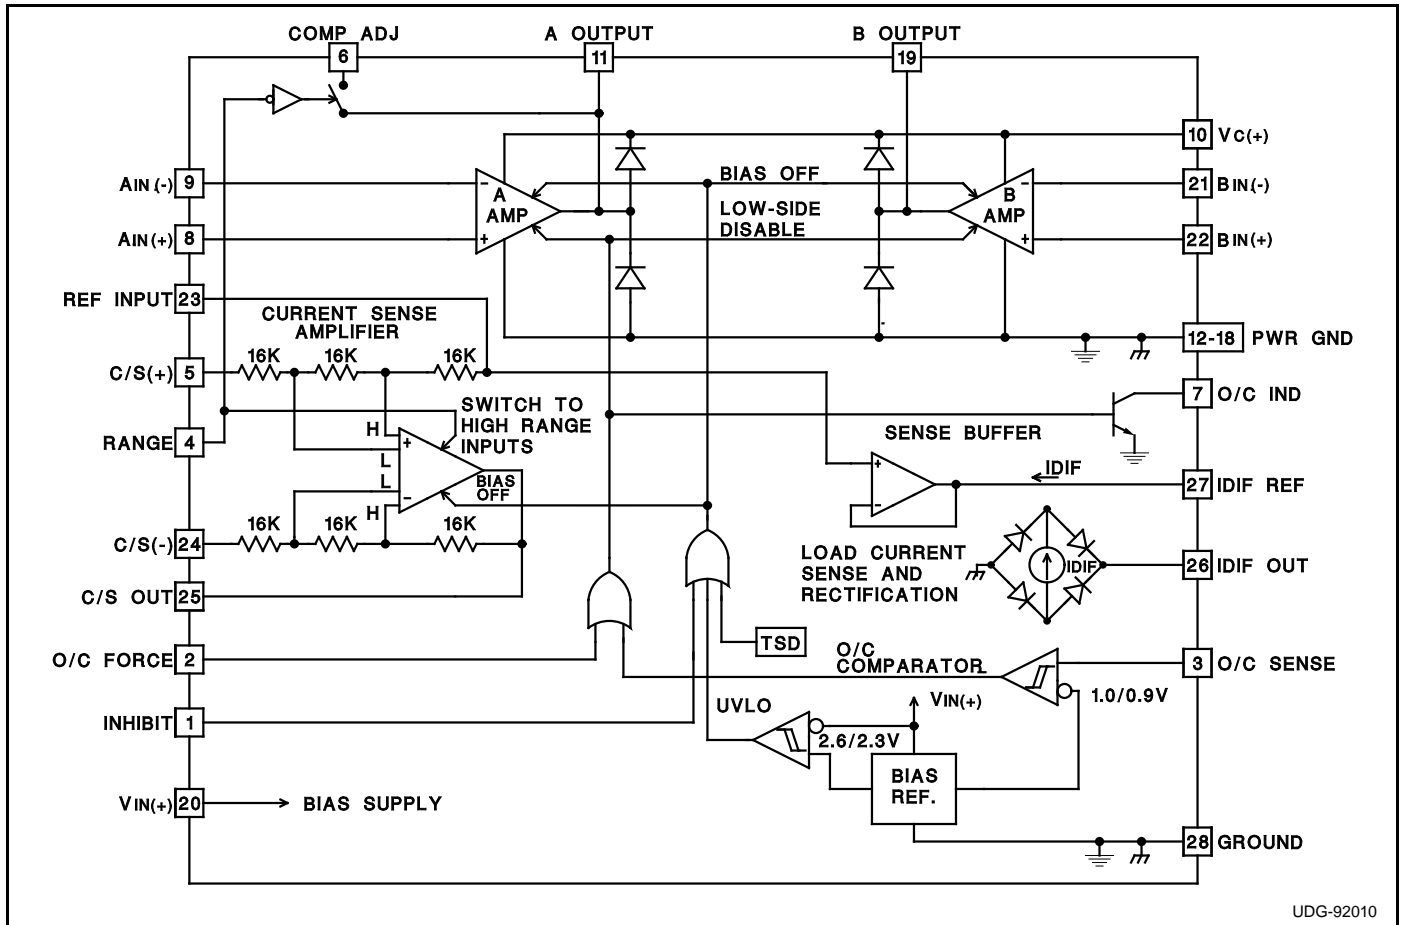 COMP ADJ
6
A OUTPUT
11
B OUTPUT
19
10 VC(+)
AIN(-) 9
A
AMP
-
+
BIAS OFF
LOW-SIDE
DISABLE
B
AMP
-
+
21 BIN(-)
AIN(+) 8
22 BIN(+)
REF INPUT 23
CURRENT SENSE
AMPLIFIER
12-18 PWR GND
C/S(+) 5
16K
16K
16K
7 O/C IND
RANGE 4
SWITCH TO
HIGH RANGE
INPUTS
H
+
L
L
-
H
BIAS
OFF
SENSE BUFFER
+
-
IDIF
27 IDIF REF
C/S(-) 24
16K
16K
16K
LOAD CURRENT
SENSE AND
RECTIFICATION
IDIF
26 IDIF OUT
C/S OUT 25
TSD
O/C FORCE 2
O/C
COMPARATOR
3 O/C SENSE
1.0/0.9V
INHIBIT 1
UVLO
VIN(+)
2.6/2.3V
BIAS
REF.
VIN(+) 20
BIAS SUPPLY
28 GROUND
UDG-92010